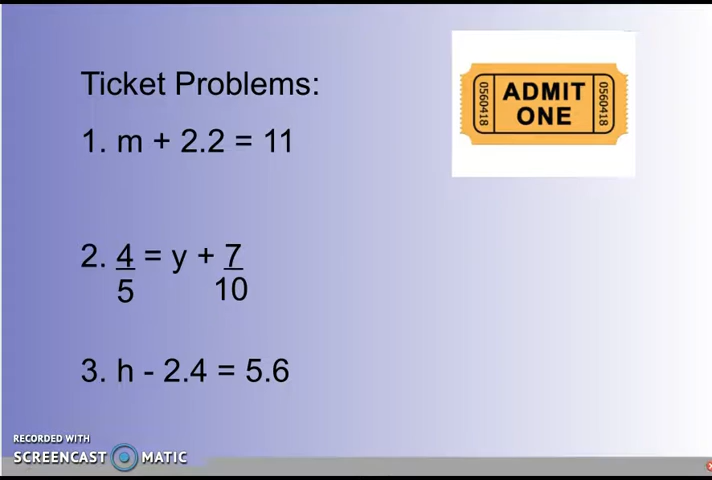 Ticket Problems:
1. m + 2.2 = 11
2. 4/5 = y + 7/10
3. h - 2.4 = 5.6
ADMIT
ONE
0560418
0560418
RECORDED WITH
SCREENCAST MATIC